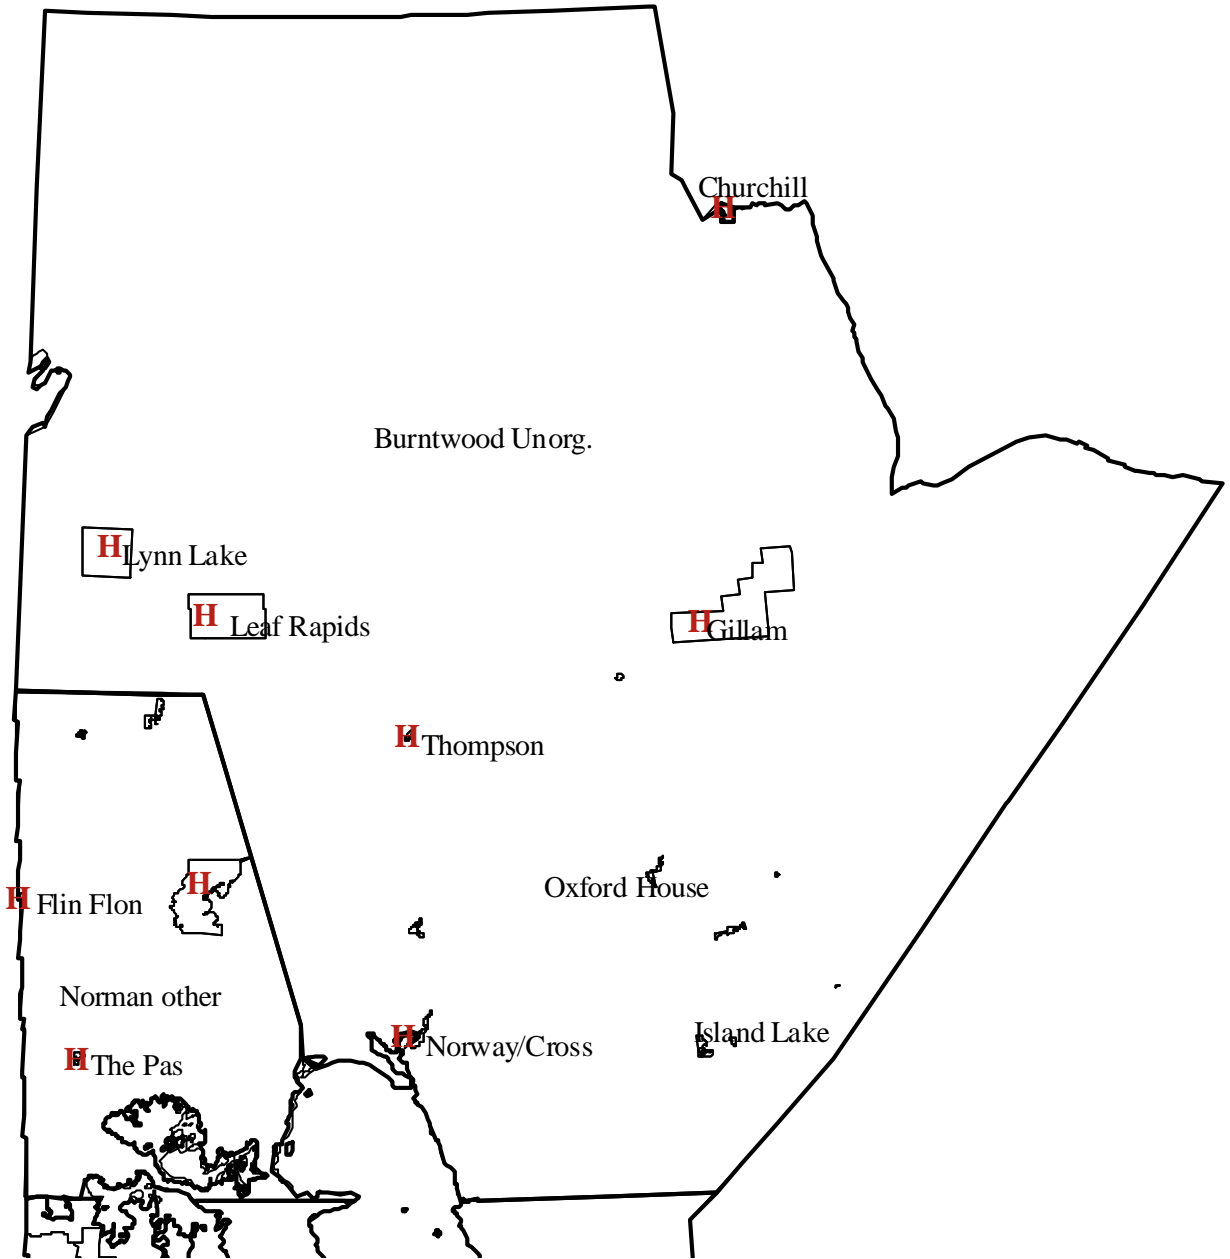 Churchill
H
Burntwood Unorg.
H Lynn Lake
H Leaf Rapids
H Gillam
H Thompson
H
Oxford House
H Flin Flon
Norman other
H Norway/Cross
Island Lake
H The Pas